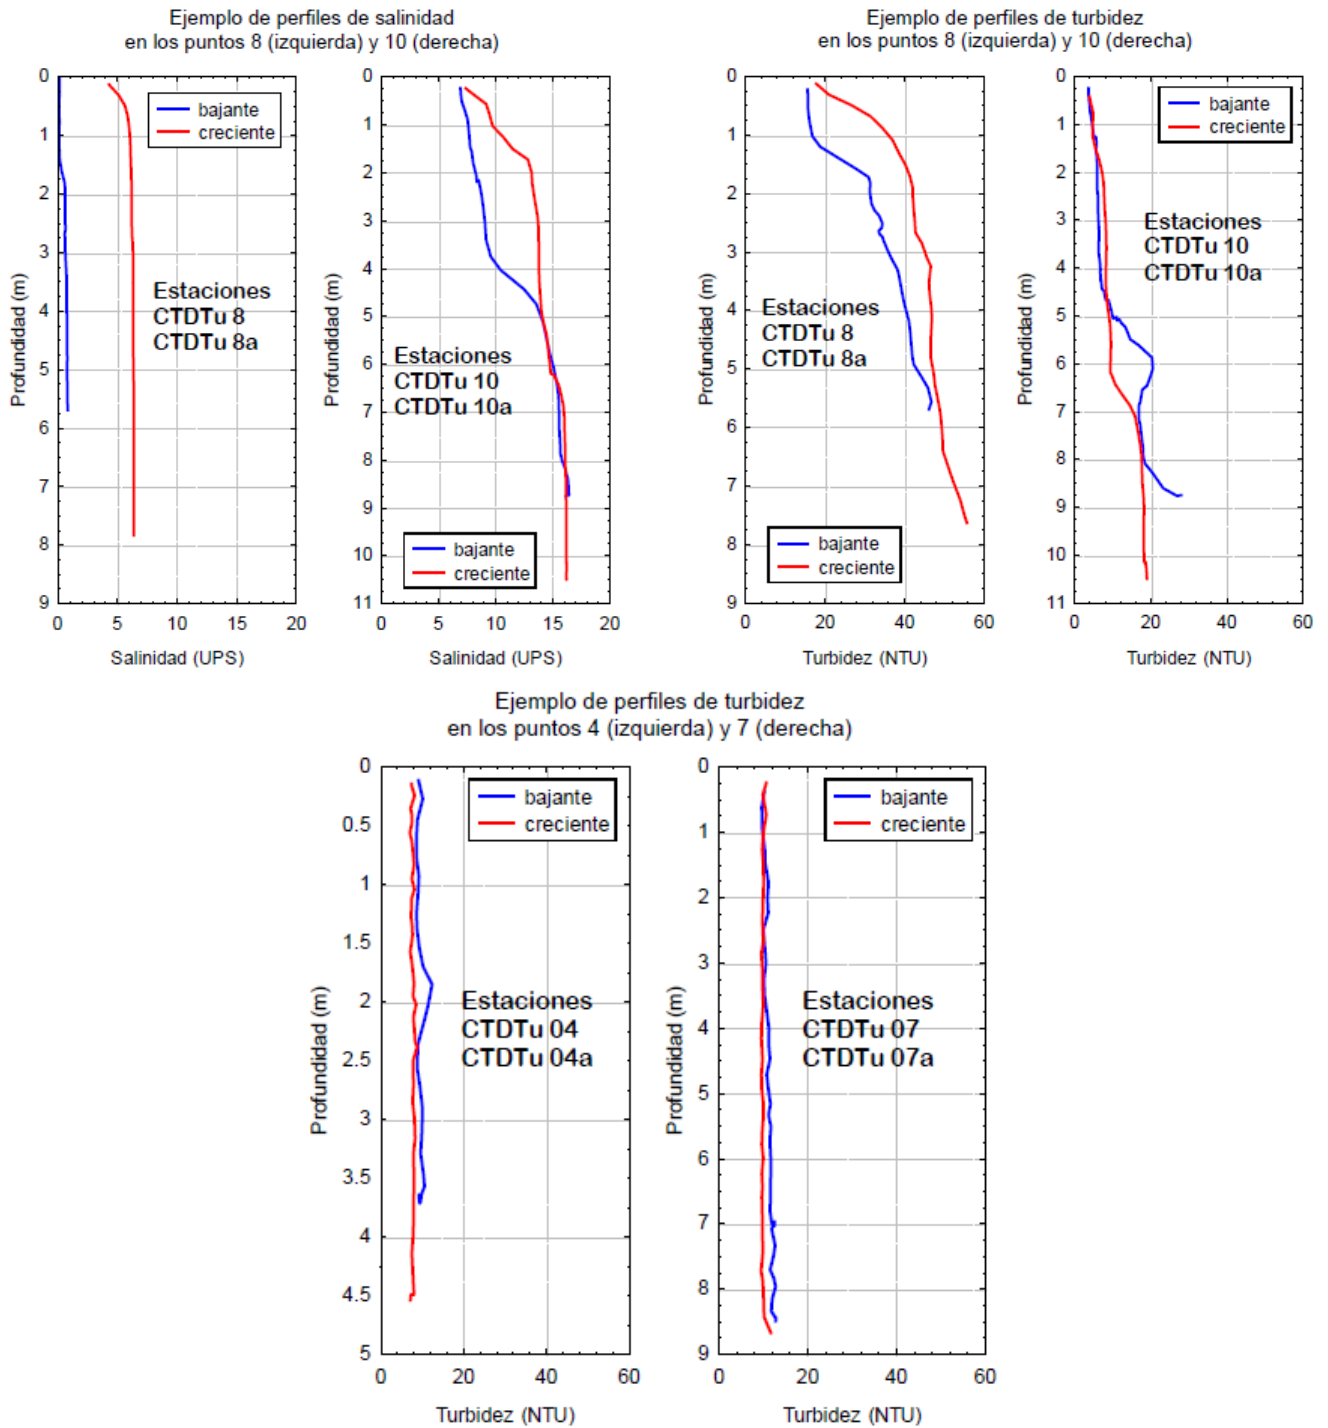 Ejemplo de perfiles de salinidad
en los puntos 8 (izquierda) y 10 (derecha)
0
1
2
3
4
5
6
7
8
9
0
5
10
15
20
Profundidad (m)
Salinidad (UPS)
bajante
creciente
Estaciones
CTDTu 8
CTDTu 8a
0
1
2
3
4
5
6
7
8
9
10
11
0
5
10
15
20
Profundidad (m)
Salinidad (UPS)
Estaciones
CTDTu 10
CTDTu 10a
bajante
creciente
Ejemplo de perfiles de turbidez
en los puntos 8 (izquierda) y 10 (derecha)
0
1
2
3
4
5
6
7
8
9
0
20
40
60
Profundidad (m)
Turbidez (NTU)
Estaciones
CTDTu 8
CTDTu 8a
bajante
creciente
0
1
2
3
4
5
6
7
8
9
10
11
0
20
40
60
Profundidad (m)
Turbidez (NTU)
bajante
creciente
Estaciones
CTDTu 10
CTDTu 10a
Ejemplo de perfiles de turbidez
en los puntos 4 (izquierda) y 7 (derecha)
0
0.5
1
1.5
2
2.5
3
3.5
4
4.5
5
0
20
40
60
Profundidad (m)
Turbidez (NTU)
bajante
creciente
Estaciones
CTDTu 04
CTDTu 04a
0
1
2
3
4
5
6
7
8
9
0
20
40
60
Profundidad (m)
Turbidez (NTU)
bajante
creciente
Estaciones
CTDTu 07
CTDTu 07a